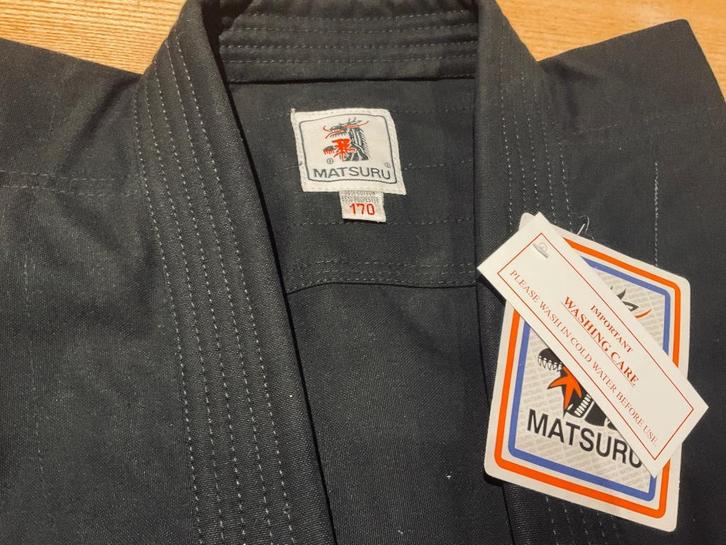 MATSURU
170
IMPORTANT
WASHING CARE
PLEASE WASH IN COLD WATER BEFORE USE.
MATSURU